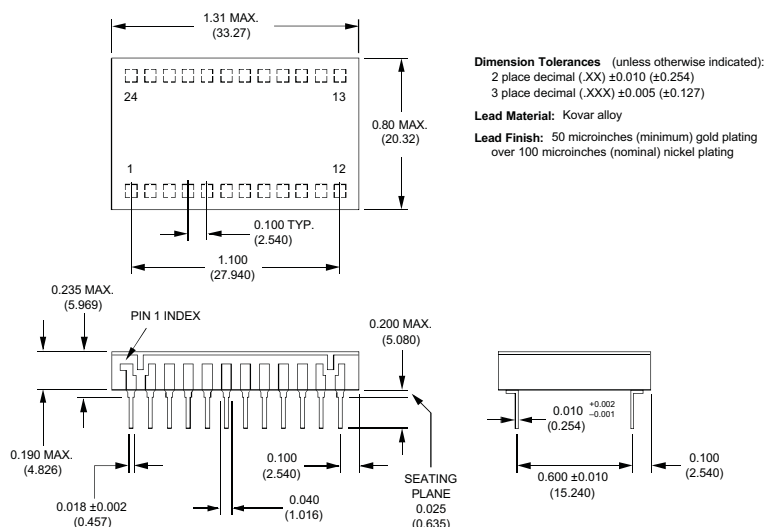 1.31 MAX.
(33.27)
24
13
1
12
0.80 MAX.
(20.32)
0.100 TYP.
(2.540)
1.100
(27.940)
Dimension Tolerances (unless otherwise indicated):
2 place decimal (.XX) ±0.010 (±0.254)
3 place decimal (.XXX) ±0.005 (±0.127)
Lead Material: Kovar alloy
Lead Finish: 50 microinches (minimum) gold plating
over 100 microinches (nominal) nickel plating
0.235 MAX.
(5.969)
PIN 1 INDEX
0.200 MAX.
(5.080)
0.190 MAX.
(4.826)
0.018 ±0.002
(0.457)
0.100
(2.540)
0.040
(1.016)
SEATING
PLANE
0.025
(0.635)
0.010 +0.002
–0.001
(0.254)
0.600 ±0.010
(15.240)
0.100
(2.540)